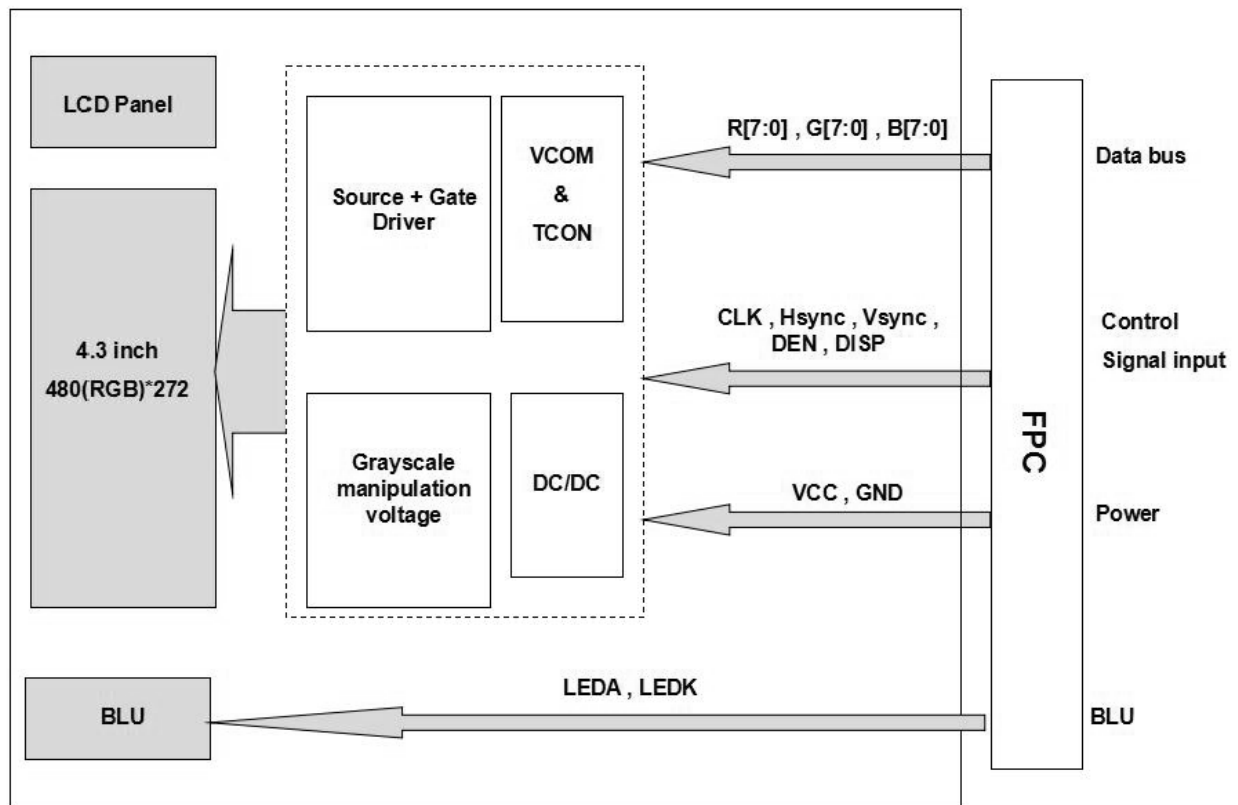 LCD Panel
4.3 inch
480(RGB)*272
BLU
Source + Gate
Driver
VCOM
&
TCON
Grayscale
manipulation
voltage
DC/DC
R[7:0] , G[7:0] , B[7:0]
CLK , Hsync , Vsync ,
DEN , DISP
VCC , GND
LEDA , LEDK
FPC
Data bus
Control
Signal input
Power
BLU